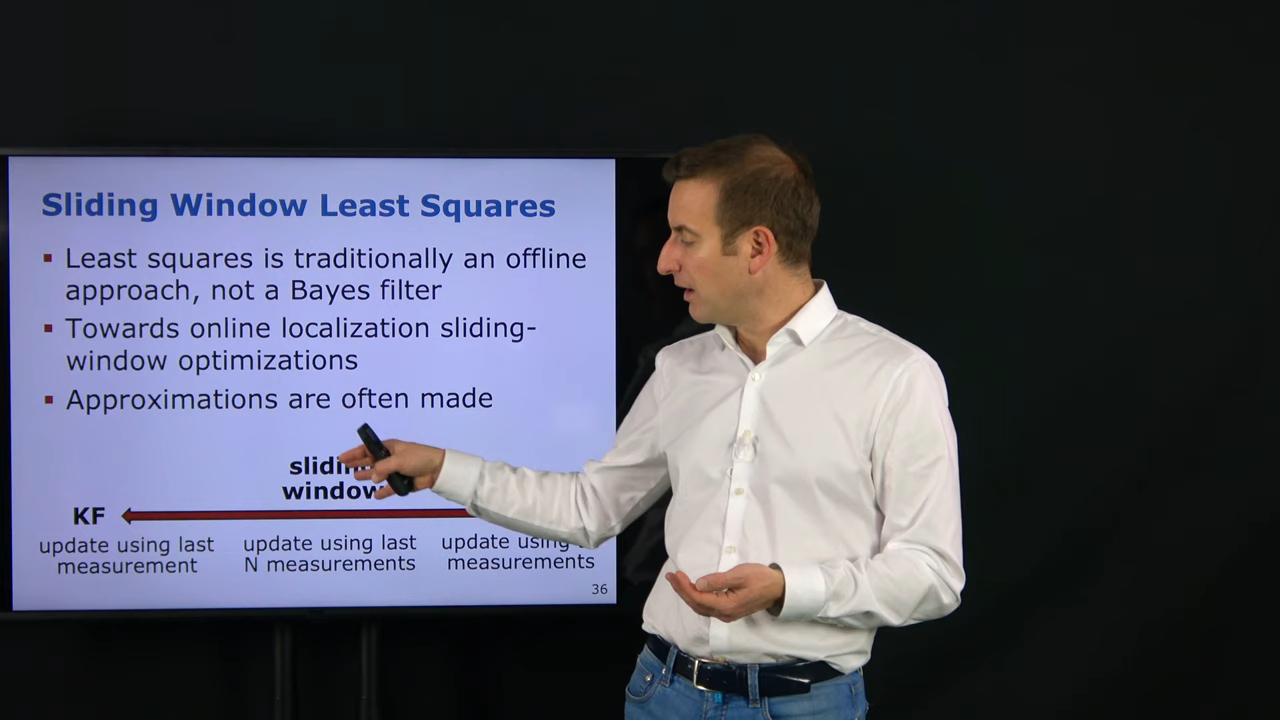 Sliding Window Least Squares
▪ Least squares is traditionally an offline
approach, not a Bayes filter
▪ Towards online localization sliding-
window optimizations
▪ Approximations are often made
window
KF
update using last
measurement
update using last
N measurements
update using
measurements
36